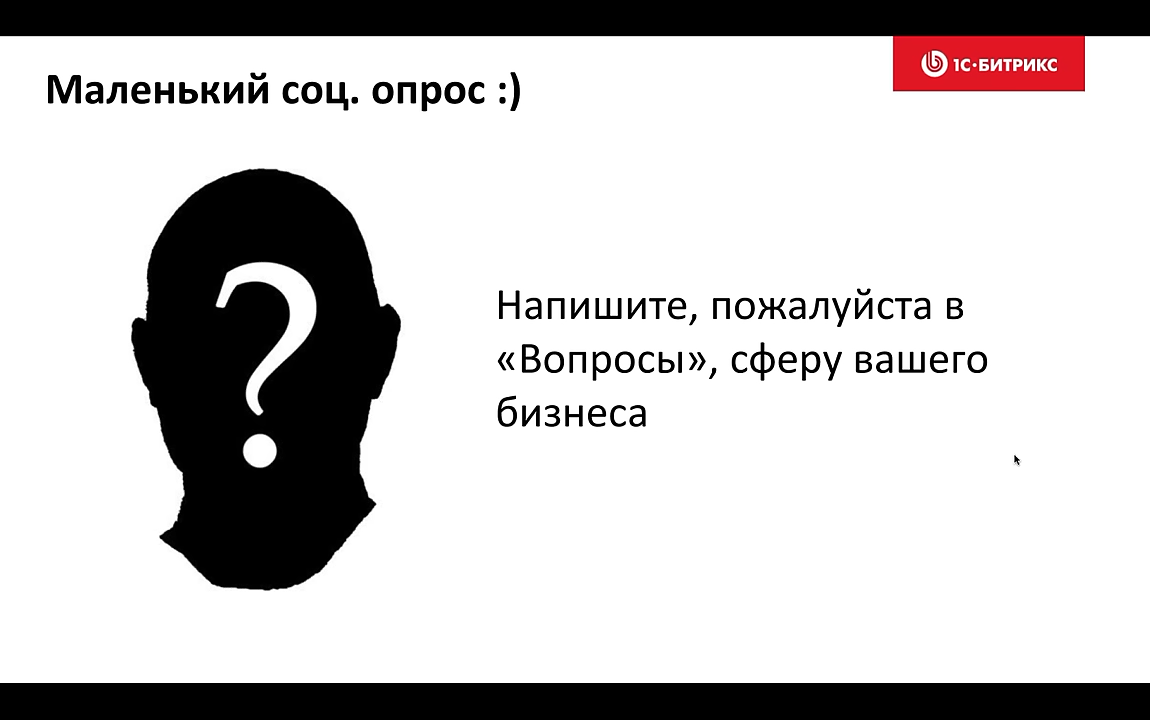 Маленький соц. опрос :)
1С·БИТРИКС
?
Напишите, пожалуйста в
«Вопросы», сферу вашего
бизнеса